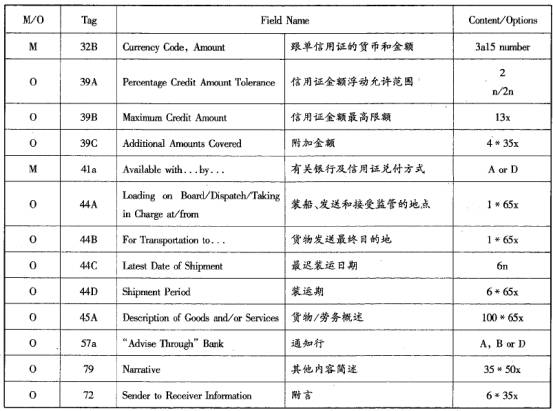 M/O Tag Field Name Content/Options
M 32B Currency Code, Amount 跟单信用证的货币和金额 3a15 number
O 39A Percentage Credit Amount Tolerance 信用证金额浮动允许范围 2
n/2n
O 39B Maximum Credit Amount 信用证金额最高限额 13x
O 39C Additional Amounts Covered 附加金额 4 * 35x
M 41a Available with...by... 有关银行及信用证兑付方式 A or D
O 44A Loading on Board/Dispatch/Taking
in Charge at/from 装船、发送和接受监管的地点 1 * 65x
O 44B For Transportation to... 货物发送最终目的地 1 * 65x
O 44C Latest Date of Shipment 最迟装运日期 6n
O 44D Shipment Period 装运期 6 * 65x
O 45A Description of Goods and/or Services 货物/劳务概述 100 * 65x
O 57a “Advise Through” Bank 通知行 A, B or D
O 79 Narrative 其他内容简述 35 * 50x
O 72 Sender to Receiver Information 附言 6 * 35x